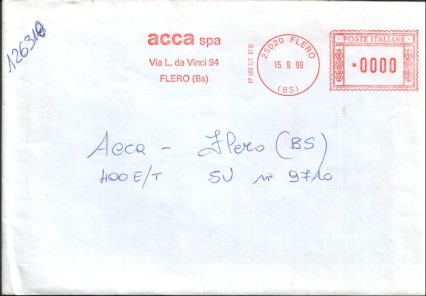 12631
acca spa
Via L. da Vinci 94
FLERO (Bs)
25020 FLERO
15. 9. 99
(BS)
POSTE ITALIANE
*0000
Acca - Flero (BS)
400 E/T SU n° 9710